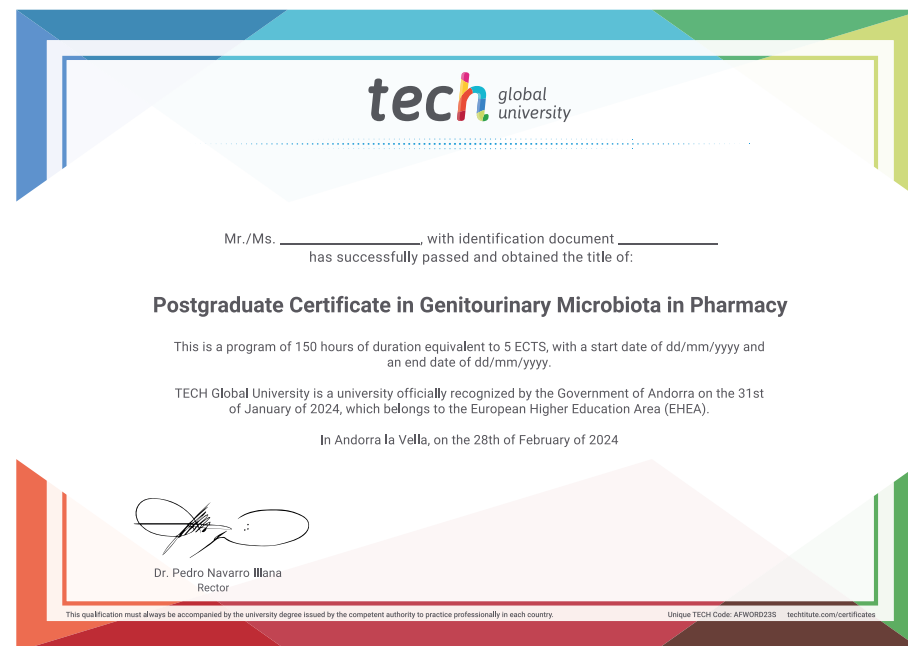 tech global university
Mr./Ms. ____________, with identification document ____________
has successfully passed and obtained the title of:
Postgraduate Certificate in Genitourinary Microbiota in Pharmacy
This is a program of 150 hours of duration equivalent to 5 ECTS, with a start date of dd/mm/yyyy and
an end date of dd/mm/yyyy.
TECH Global University is a university officially recognized by the Government of Andorra on the 31st
of January of 2024, which belongs to the European Higher Education Area (EHEA).
In Andorra la Vella, on the 28th of February of 2024
Dr. Pedro Navarro Illana
Rector
This qualification must always be accompanied by the university degree issued by the competent authority to practice professionally in each country.
Unique TECH Code: AFWORD23S techtitute.com/certificates